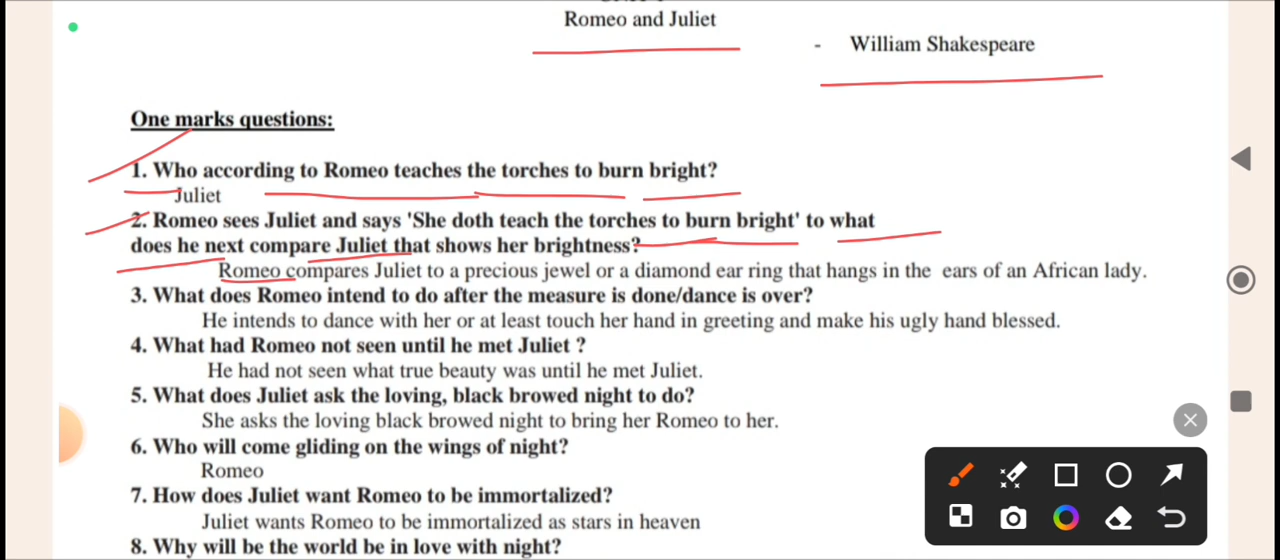 Romeo and Juliet
- William Shakespeare
One marks questions:
1. Who according to Romeo teaches the torches to burn bright?
Juliet
2. Romeo sees Juliet and says 'She doth teach the torches to burn bright' to what
does he next compare Juliet that shows her brightness?
Romeo compares Juliet to a precious jewel or a diamond ear ring that hangs in the ears of an African lady.
3. What does Romeo intend to do after the measure is done/dance is over?
He intends to dance with her or at least touch her hand in greeting and make his ugly hand blessed.
4. What had Romeo not seen until he met Juliet ?
He had not seen what true beauty was until he met Juliet.
5. What does Juliet ask the loving, black browed night to do?
She asks the loving black browed night to bring her Romeo to her.
6. Who will come gliding on the wings of night?
Romeo
7. How does Juliet want Romeo to be immortalized?
Juliet wants Romeo to be immortalized as stars in heaven
8. Why will be the world be in love with night?